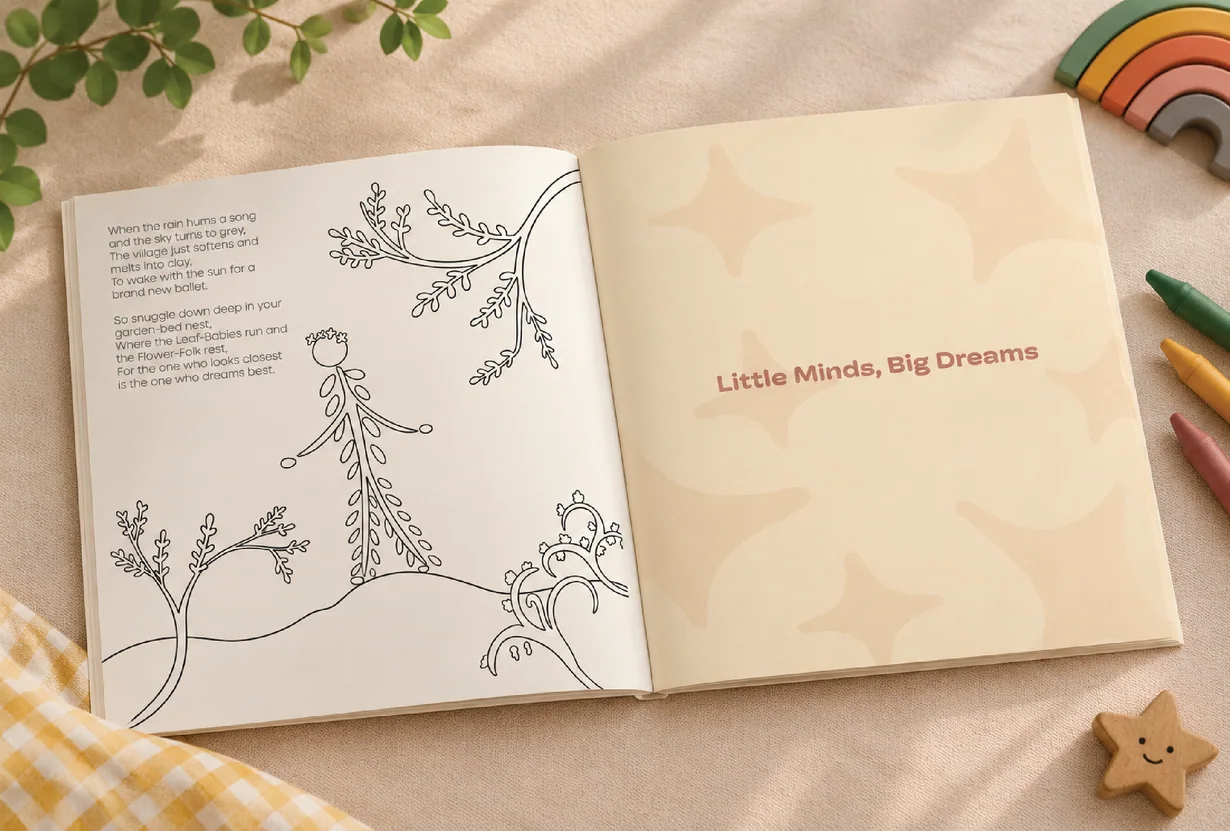 When the rain hums a song
and the sky turns to grey,
The village just softens and
melts into clay,
To wake with the sun for a
brand new ballet.
So snuggle down deep in your
garden-bed nest,
Where the Leaf-Babies run and
the Flower-Folk rest,
For the one who looks closest
is the one who dreams best.
Little Minds, Big Dreams